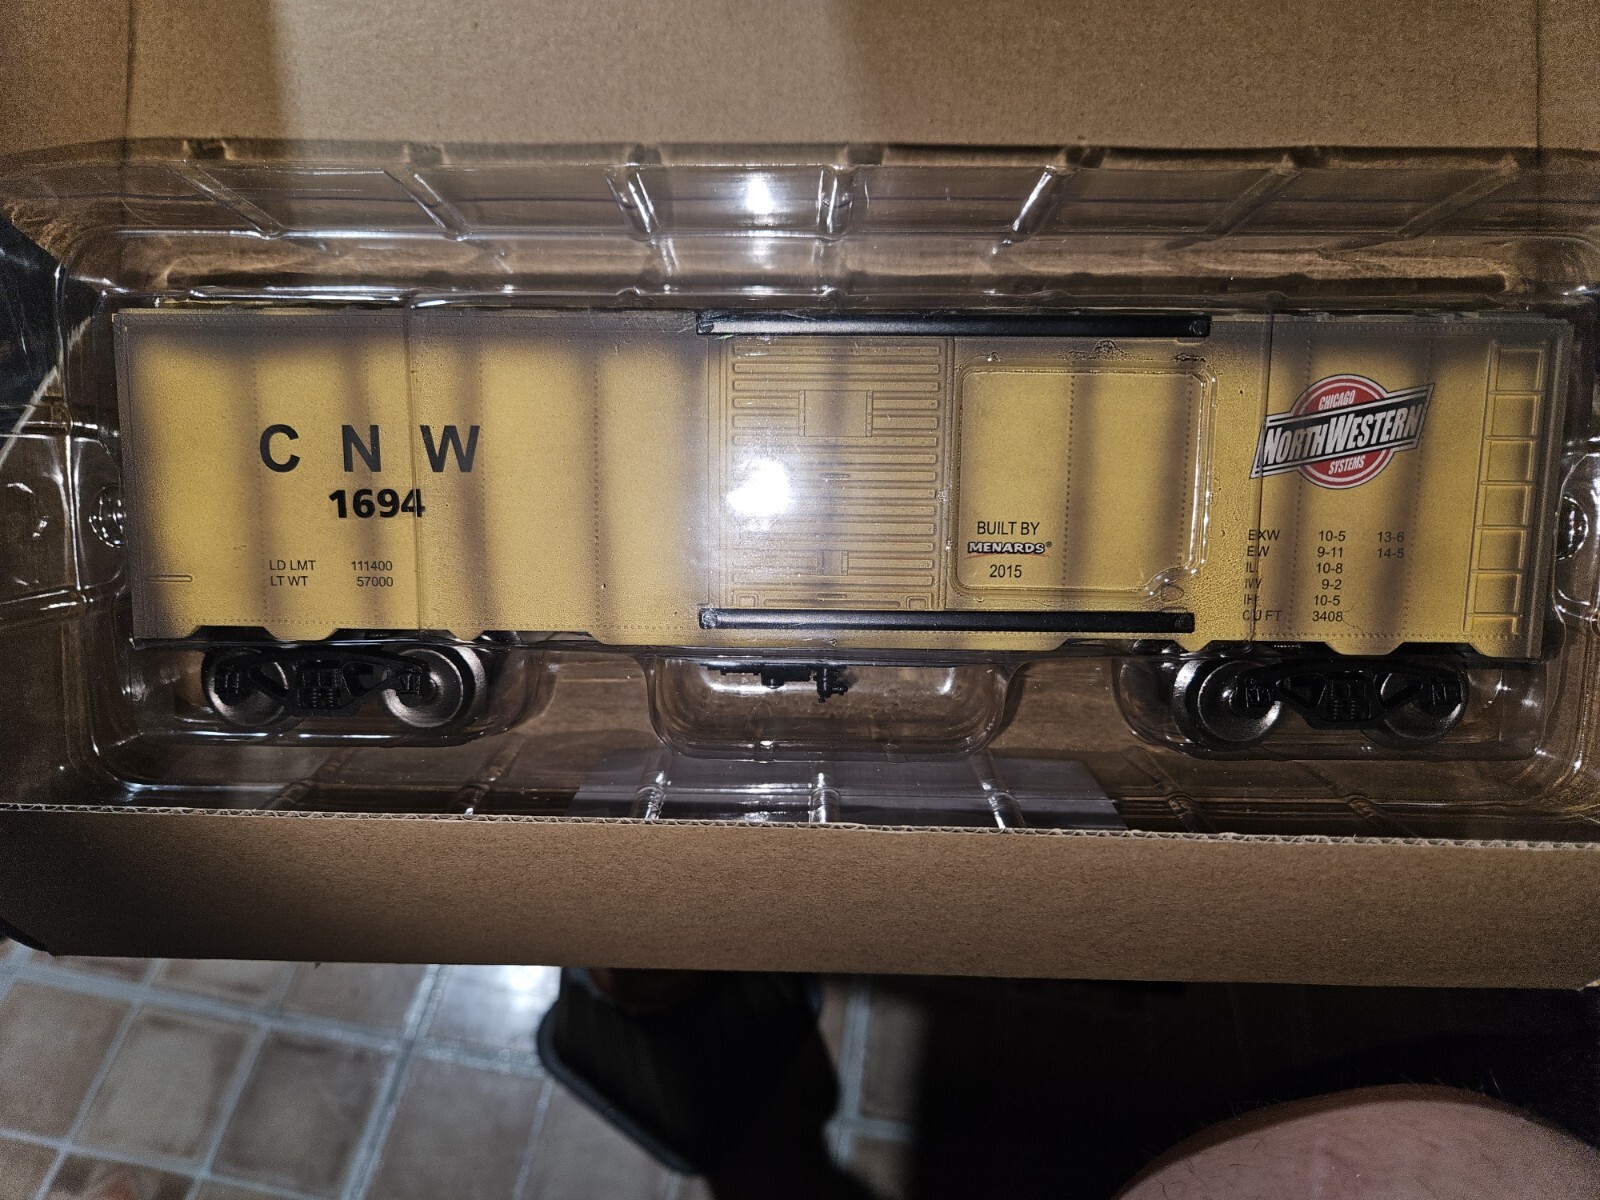 C N W
1694
LD LMT 111400
LT WT 57000
BUILT BY
MENARDS®
2015
CHICAGO
NORTHWESTERN
SYSTEMS
EXW 10-5 13-6
EW 9-11 14-5
IL 10-8
IW 9-2
IH 10-5
CU FT 3408